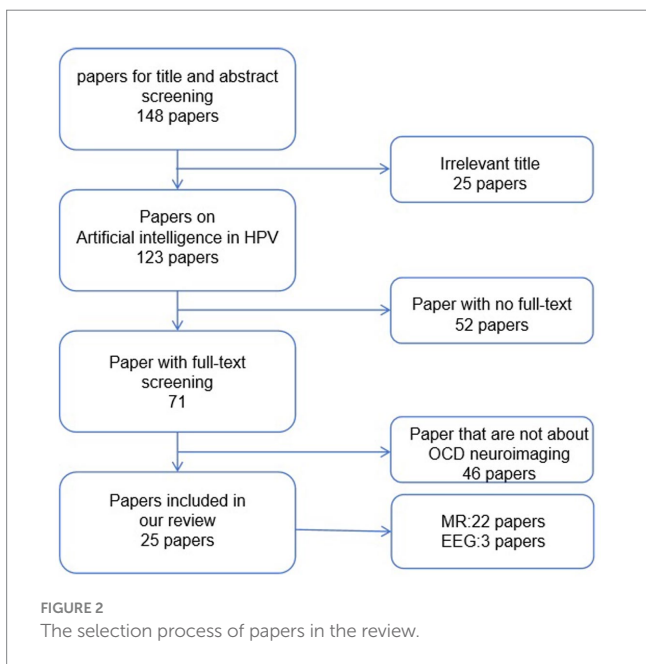 papers for title and abstract
screening
148 papers
Irrelevant title
25 papers
Papers on
Artificial intelligence in HPV
123 papers
Paper with no full-text
52 papers
Paper with full-text
screening
71
Paper that are not about
OCD neuroimaging
46 papers
Papers included in
our review
25 papers
MR:22 papers
EEG:3 papers
FIGURE 2
The selection process of papers in the review.